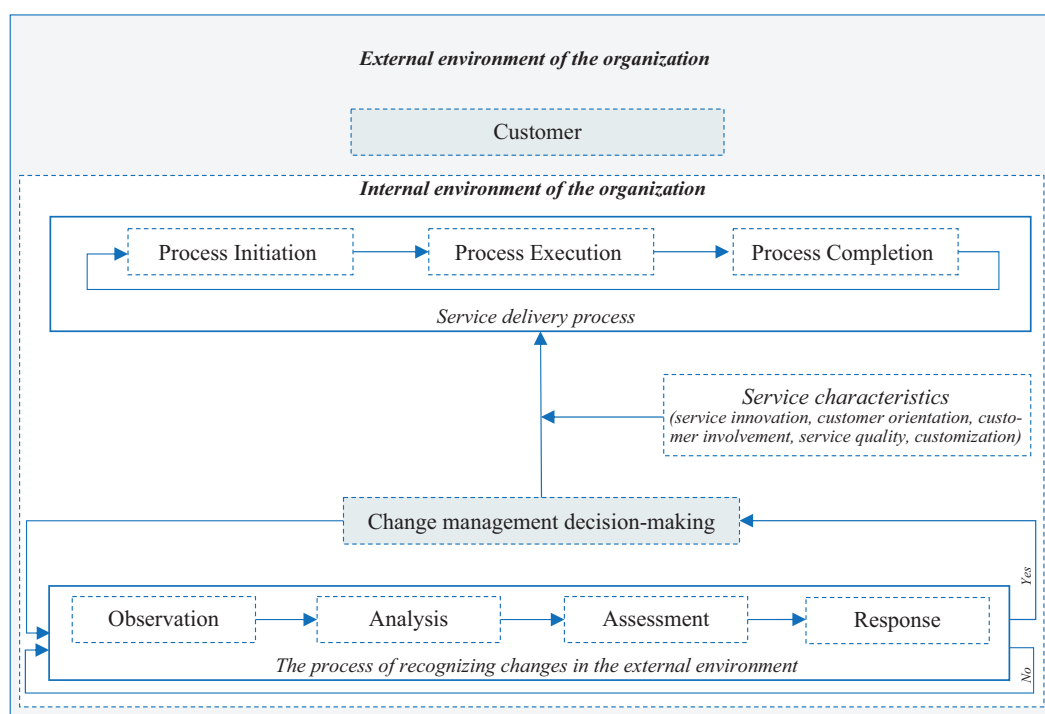 External environment of the organization
Customer
Internal environment of the organization
Process Initiation
Process Execution
Process Completion
Service delivery process
Service characteristics
(service innovation, customer orientation, custo-
mer involvement, service quality, customization)
Change management decision-making
Yes
Observation
Analysis
Assessment
Response
The process of recognizing changes in the external environment
No